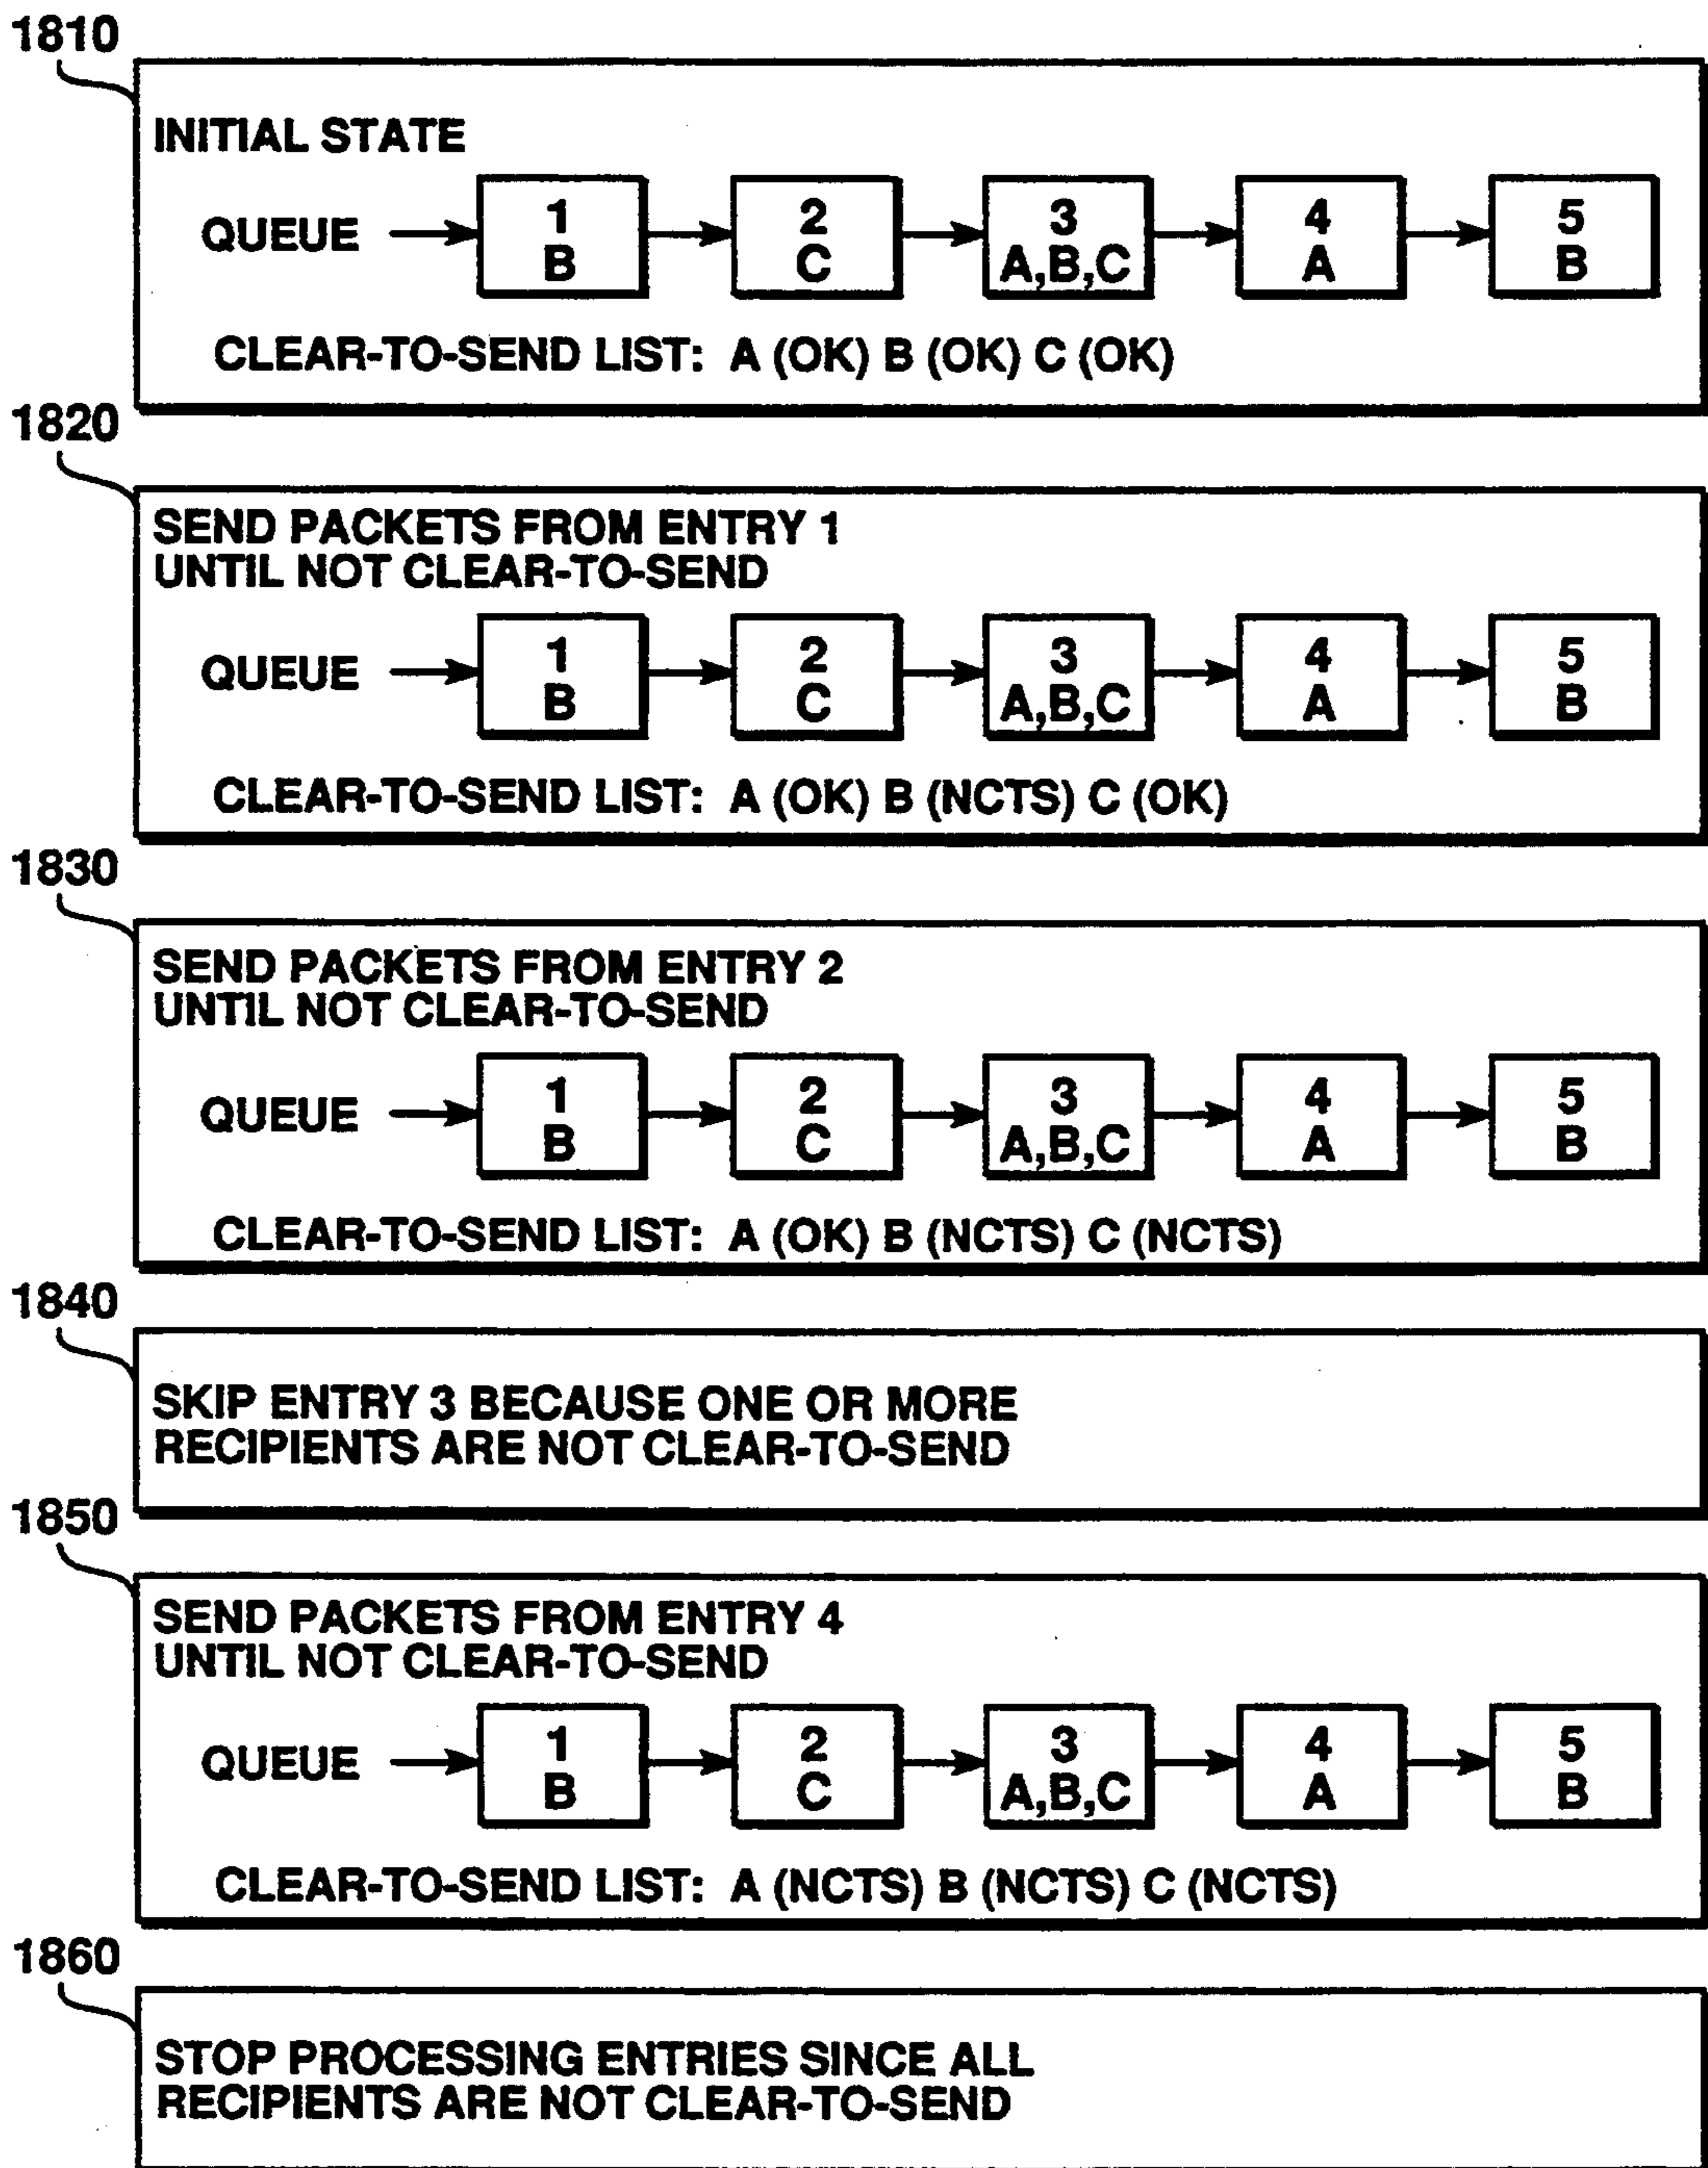 1810
INITIAL STATE
QUEUE
1
B
2
C
3
A,B,C
4
A
5
B
CLEAR-TO-SEND LIST: A (OK) B (OK) C (OK)
1820
SEND PACKETS FROM ENTRY 1
UNTIL NOT CLEAR-TO-SEND
QUEUE
1
B
2
C
3
A,B,C
4
A
5
B
CLEAR-TO-SEND LIST: A (OK) B (NCTS) C (OK)
1830
SEND PACKETS FROM ENTRY 2
UNTIL NOT CLEAR-TO-SEND
QUEUE
1
B
2
C
3
A,B,C
4
A
5
B
CLEAR-TO-SEND LIST: A (OK) B (NCTS) C (NCTS)
1840
SKIP ENTRY 3 BECAUSE ONE OR MORE
RECIPIENTS ARE NOT CLEAR-TO-SEND
1850
SEND PACKETS FROM ENTRY 4
UNTIL NOT CLEAR-TO-SEND
QUEUE
1
B
2
C
3
A,B,C
4
A
5
B
CLEAR-TO-SEND LIST: A (NCTS) B (NCTS) C (NCTS)
1860
STOP PROCESSING ENTRIES SINCE ALL
RECIPIENTS ARE NOT CLEAR-TO-SEND